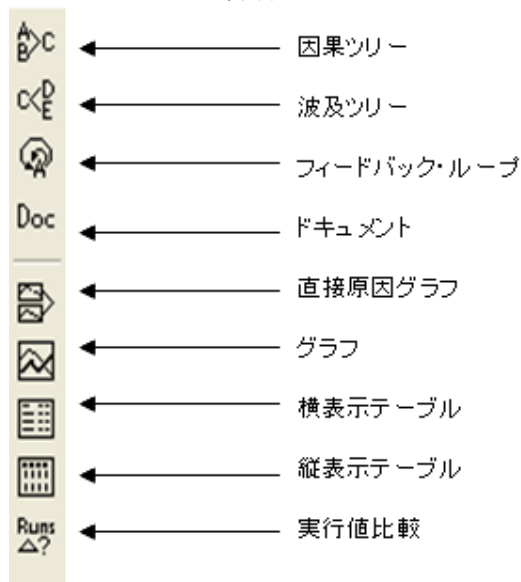 A
B>C
因果ツリー
C<D
E
波及ツリー
A
フィードバック・ループ
Doc
ドキュメント
直接原因グラフ
グラフ
横表示テーブル
縦表示テーブル
Runs
△?
実行値比較